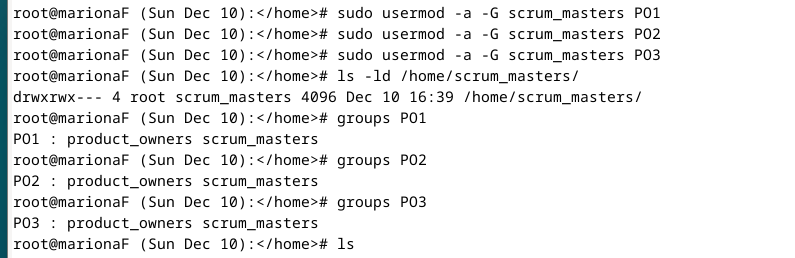 root@marionaF (Sun Dec 10):</home># sudo usermod -a -G scrum_masters PO1
root@marionaF (Sun Dec 10):</home># sudo usermod -a -G scrum_masters PO2
root@marionaF (Sun Dec 10):</home># sudo usermod -a -G scrum_masters PO3
root@marionaF (Sun Dec 10):</home># ls -ld /home/scrum_masters/
drwxrwx--- 4 root scrum_masters 4096 Dec 10 16:39 /home/scrum_masters/
root@marionaF (Sun Dec 10):</home># groups PO1
PO1 : product_owners scrum_masters
root@marionaF (Sun Dec 10):</home># groups PO2
PO2 : product_owners scrum_masters
root@marionaF (Sun Dec 10):</home># groups PO3
PO3 : product_owners scrum_masters
root@marionaF (Sun Dec 10):</home># ls